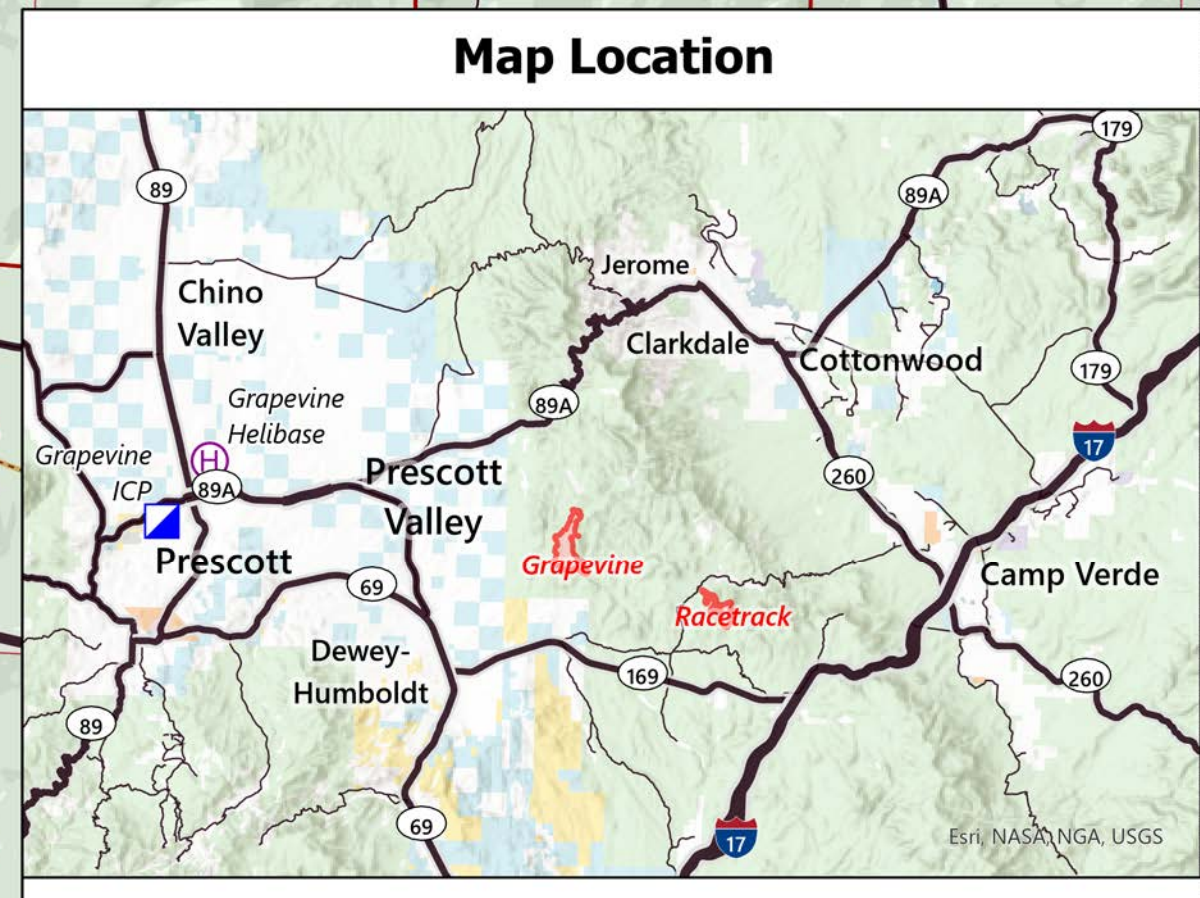 Map Location
179
89
89A
Jerome
Chino
Valley
Clarkdale
Cottonwood
179
Grapevine
Helibase
89A
17
Grapevine
ICP
H
89A
Prescott
Valley
260
Prescott
Grapevine
69
Camp Verde
Racetrack
Dewey-
Humboldt
169
260
89
69
17
Esri, NASA, NGA, USGS